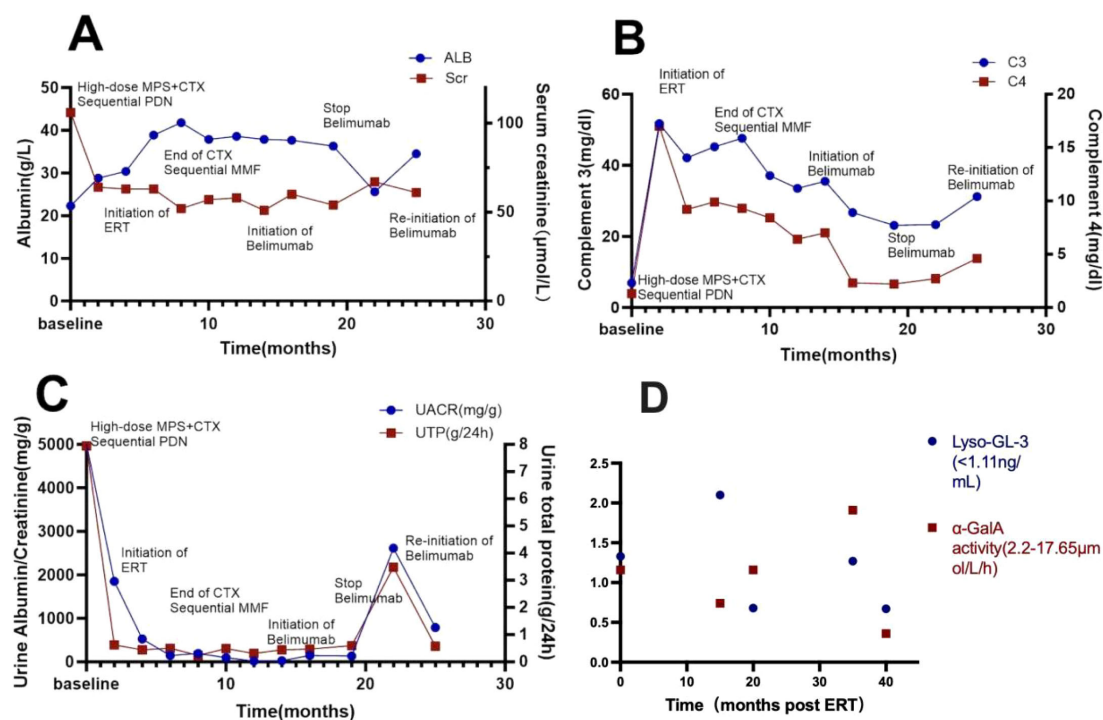 A
ALB
Scr
High-dose MPS+CTX
Sequential PDN
Stop
Belimumab
End of CTX
Sequential MMF
Initiation of
ERT
Initiation of
Belimumab
Re-initiation of
Belimumab
50
40
30
20
10
0
Albumin(g/L)
100
50
0
Serum creatinine (μmol/L)
baseline
10
20
30
Time(months)
B
C3
C4
Initiation of
ERT
End of CTX
Sequential MMF
Initiation of
Belimumab
Re-initiation of
Belimumab
Stop
Belimumab
High-dose MPS+CTX
Sequential PDN
60
40
20
0
Complement 3(mg/dl)
20
15
10
5
0
Complement 4(mg/dl)
baseline
10
20
30
Time(months)
C
UACR(mg/g)
UTP(g/24h)
High-dose MPS+CTX
Sequential PDN
Initiation of
ERT
End of CTX
Sequential MMF
Initiation of
Belimumab
Stop
Belimumab
Re-initiation of
Belimumab
5000
4000
3000
2000
1000
0
Urine Albumin/Creatinine(mg/g)
8
7
6
5
4
3
2
1
0
Urine total protein(g/24h)
baseline
10
20
30
Time(months)
D
Lyso-GL-3
(<1.11ng/
mL)
α-GalA
activity(2.2-17.65μm
ol/L/h)
2.5
2.0
1.5
1.0
0.5
0.0
0
10
20
30
40
Time (months post ERT)